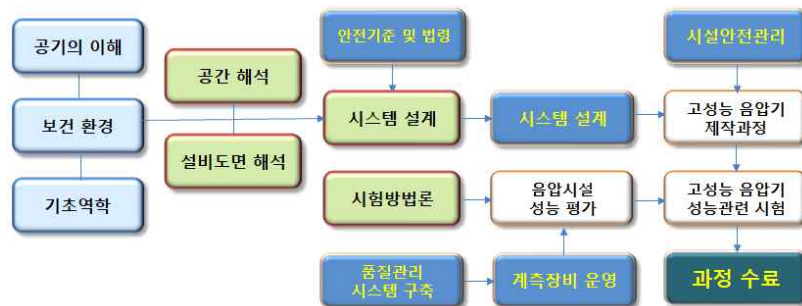 공기의 이해
보건 환경
기초역학
공간 해석
설비도면 해석
안전기준 및 법령
시스템 설계
시험방법론
품질관리
시스템 구축
시스템 설계
음압시설
성능 평가
계측장비 운영
시설안전관리
고성능 음압기
제작과정
고성능 음압기
성능관련 시험
과정 수료